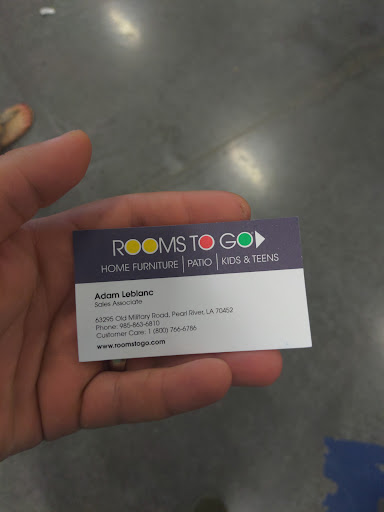 ROOMS TO GO
HOME FURNITURE | PATIO | KIDS & TEENS
Adam Leblanc
Sales Associate
63295 Old Military Road, Pearl River, LA 70452
Phone: 985-863-6810
Customer Care: 1 (800) 766-6786
www.roomstogo.com